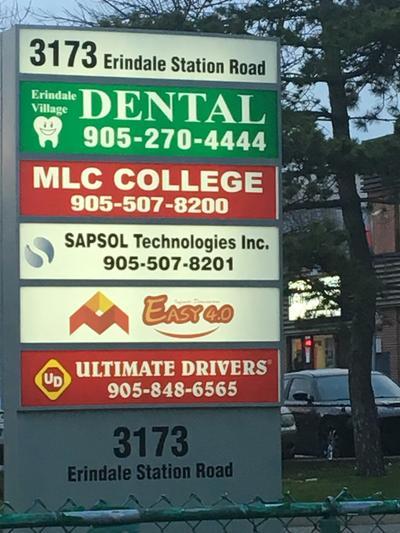 3173 Erindale Station Road
Erindale
Village
DENTAL
905-270-4444
MLC COLLEGE
905-507-8200
SAPSOL Technologies Inc.
905-507-8201
EASY 4.0
UD
ULTIMATE DRIVERS
905-848-6565
3173
Erindale Station Road